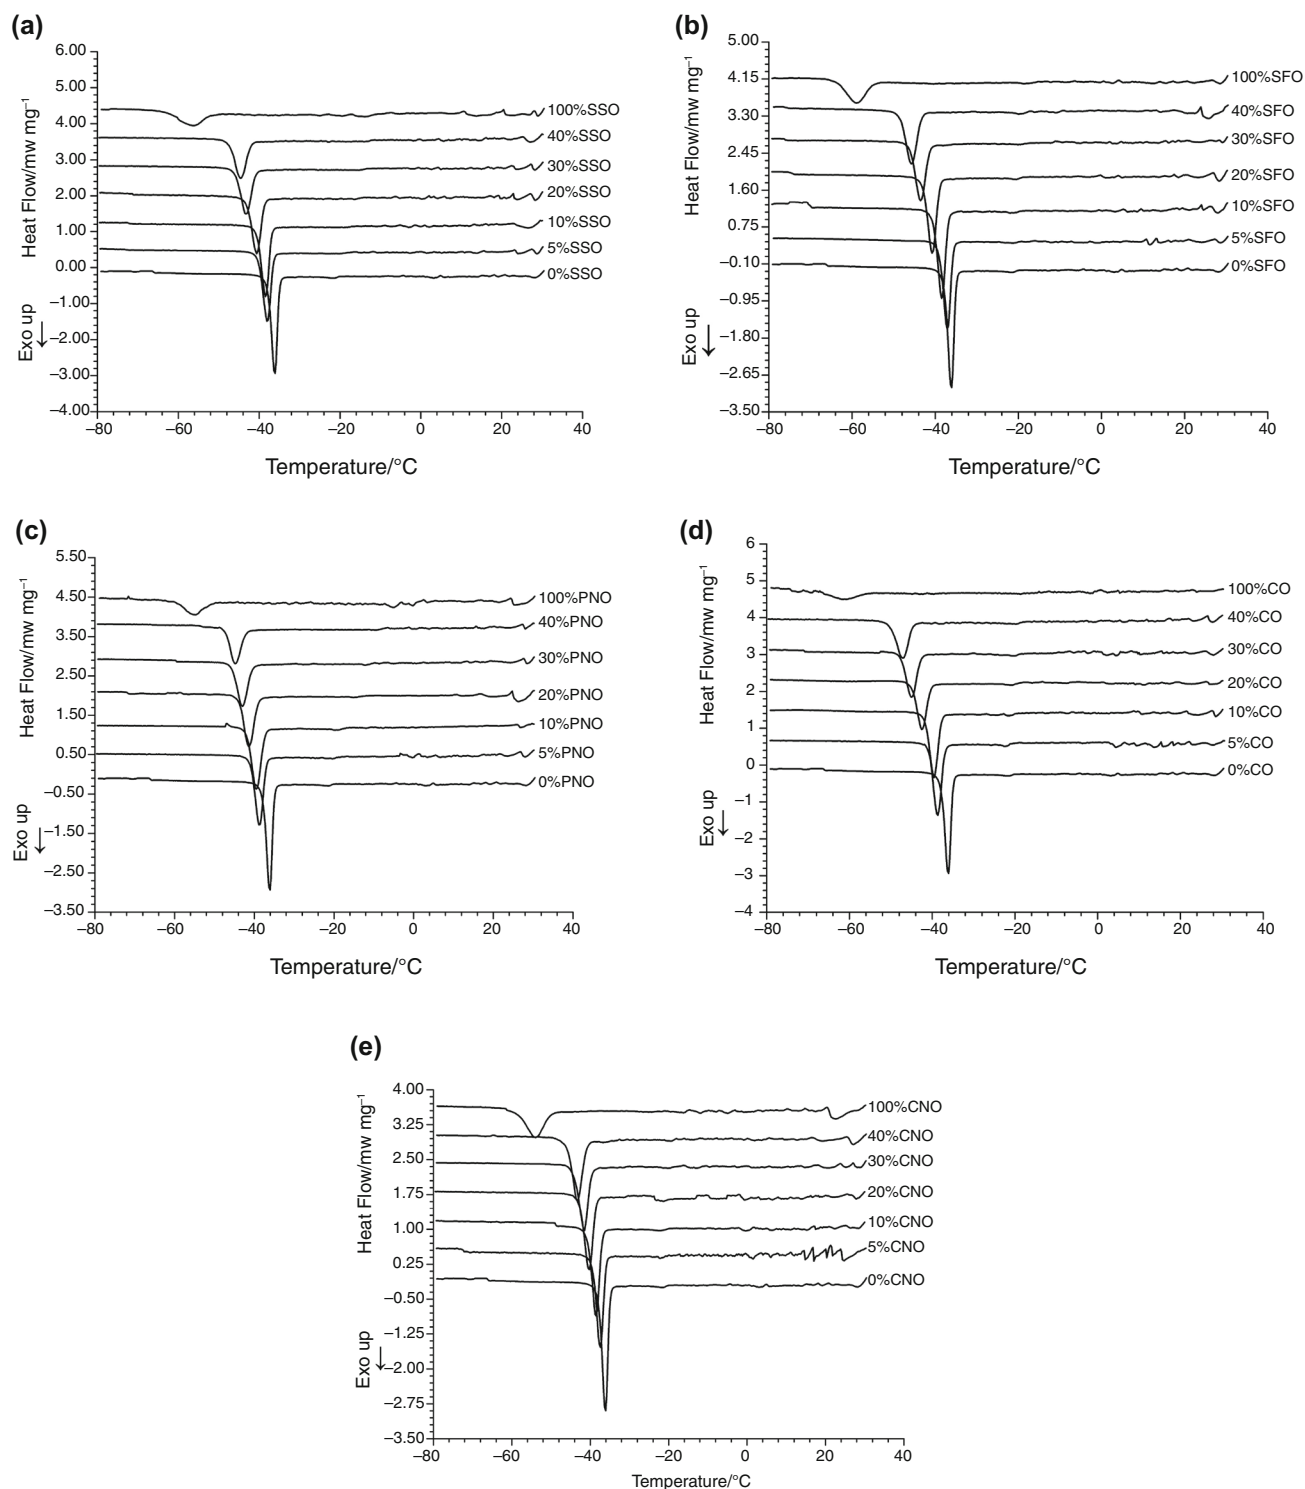 (a)
Heat Flow/mw mg⁻¹
Exo up
6.00
5.00
4.00
3.00
2.00
1.00
0.00
−1.00
−2.00
−3.00
−4.00
100%SSO
40%SSO
30%SSO
20%SSO
10%SSO
5%SSO
0%SSO
−80 −60 −40 −20 0 20 40
Temperature/°C
(b)
Heat Flow/mw mg⁻¹
Exo up
5.00
4.15
3.30
2.45
1.60
0.75
−0.10
−0.95
−1.80
−2.65
−3.50
100%SFO
40%SFO
30%SFO
20%SFO
10%SFO
5%SFO
0%SFO
−80 −60 −40 −20 0 20 40
Temperature/°C
(c)
Heat Flow/mw mg⁻¹
Exo up
5.50
4.50
3.50
2.50
1.50
0.50
−0.50
−1.50
−2.50
−3.50
100%PNO
40%PNO
30%PNO
20%PNO
10%PNO
5%PNO
0%PNO
−80 −60 −40 −20 0 20 40
Temperature/°C
(d)
Heat Flow/mw mg⁻¹
Exo up
6
5
4
3
2
1
0
−1
−2
−3
−4
100%CO
40%CO
30%CO
20%CO
10%CO
5%CO
0%CO
−80 −60 −40 −20 0 20 40
Temperature/°C
(e)
Heat Flow/mw mg⁻¹
Exo up
4.00
3.25
2.50
1.75
1.00
0.25
−0.50
−1.25
−2.00
−2.75
−3.50
100%CNO
40%CNO
30%CNO
20%CNO
10%CNO
5%CNO
0%CNO
−80 −60 −40 −20 0 20 40
Temperature/°C